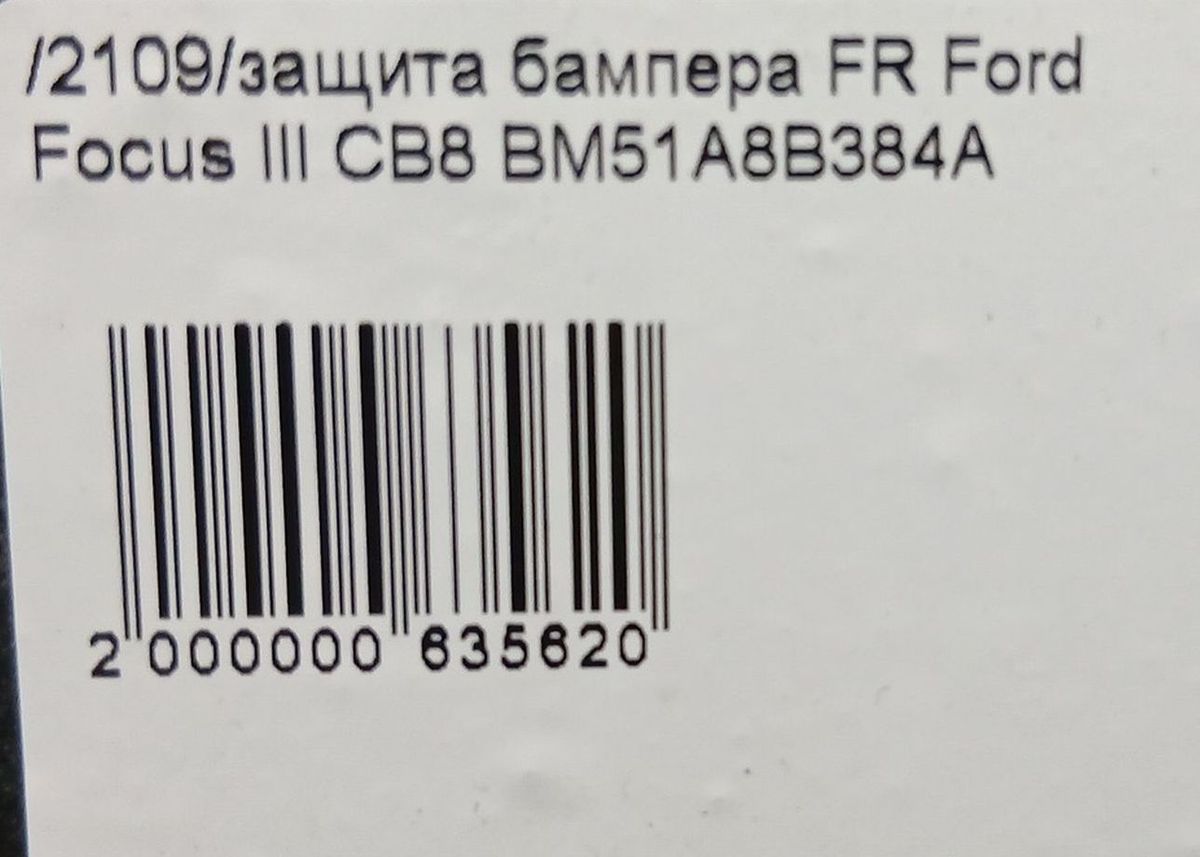 /2109/защита бампера FR Ford
Focus III CB8 BM51A8B384A
2 000000 635620